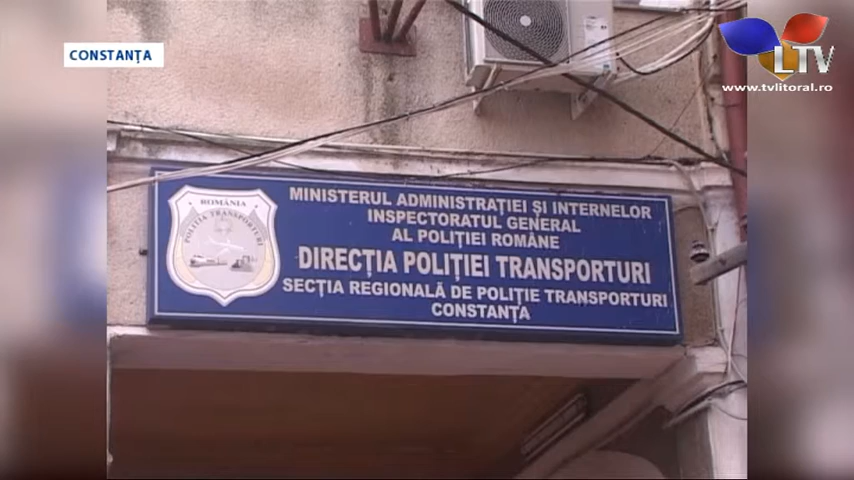 CONSTANȚA
LTV
www.tvlitoral.ro
ROMÂNIA
POLIȚIA TRANSPORTURI
MINISTERUL ADMINISTRAȚIEI ȘI INTERNELOR
INSPECTORATUL GENERAL
AL POLIȚIEI ROMÂNE
DIRECȚIA POLIȚIEI TRANSPORTURI
SECȚIA REGIONALĂ DE POLIȚIE TRANSPORTURI
CONSTANȚA